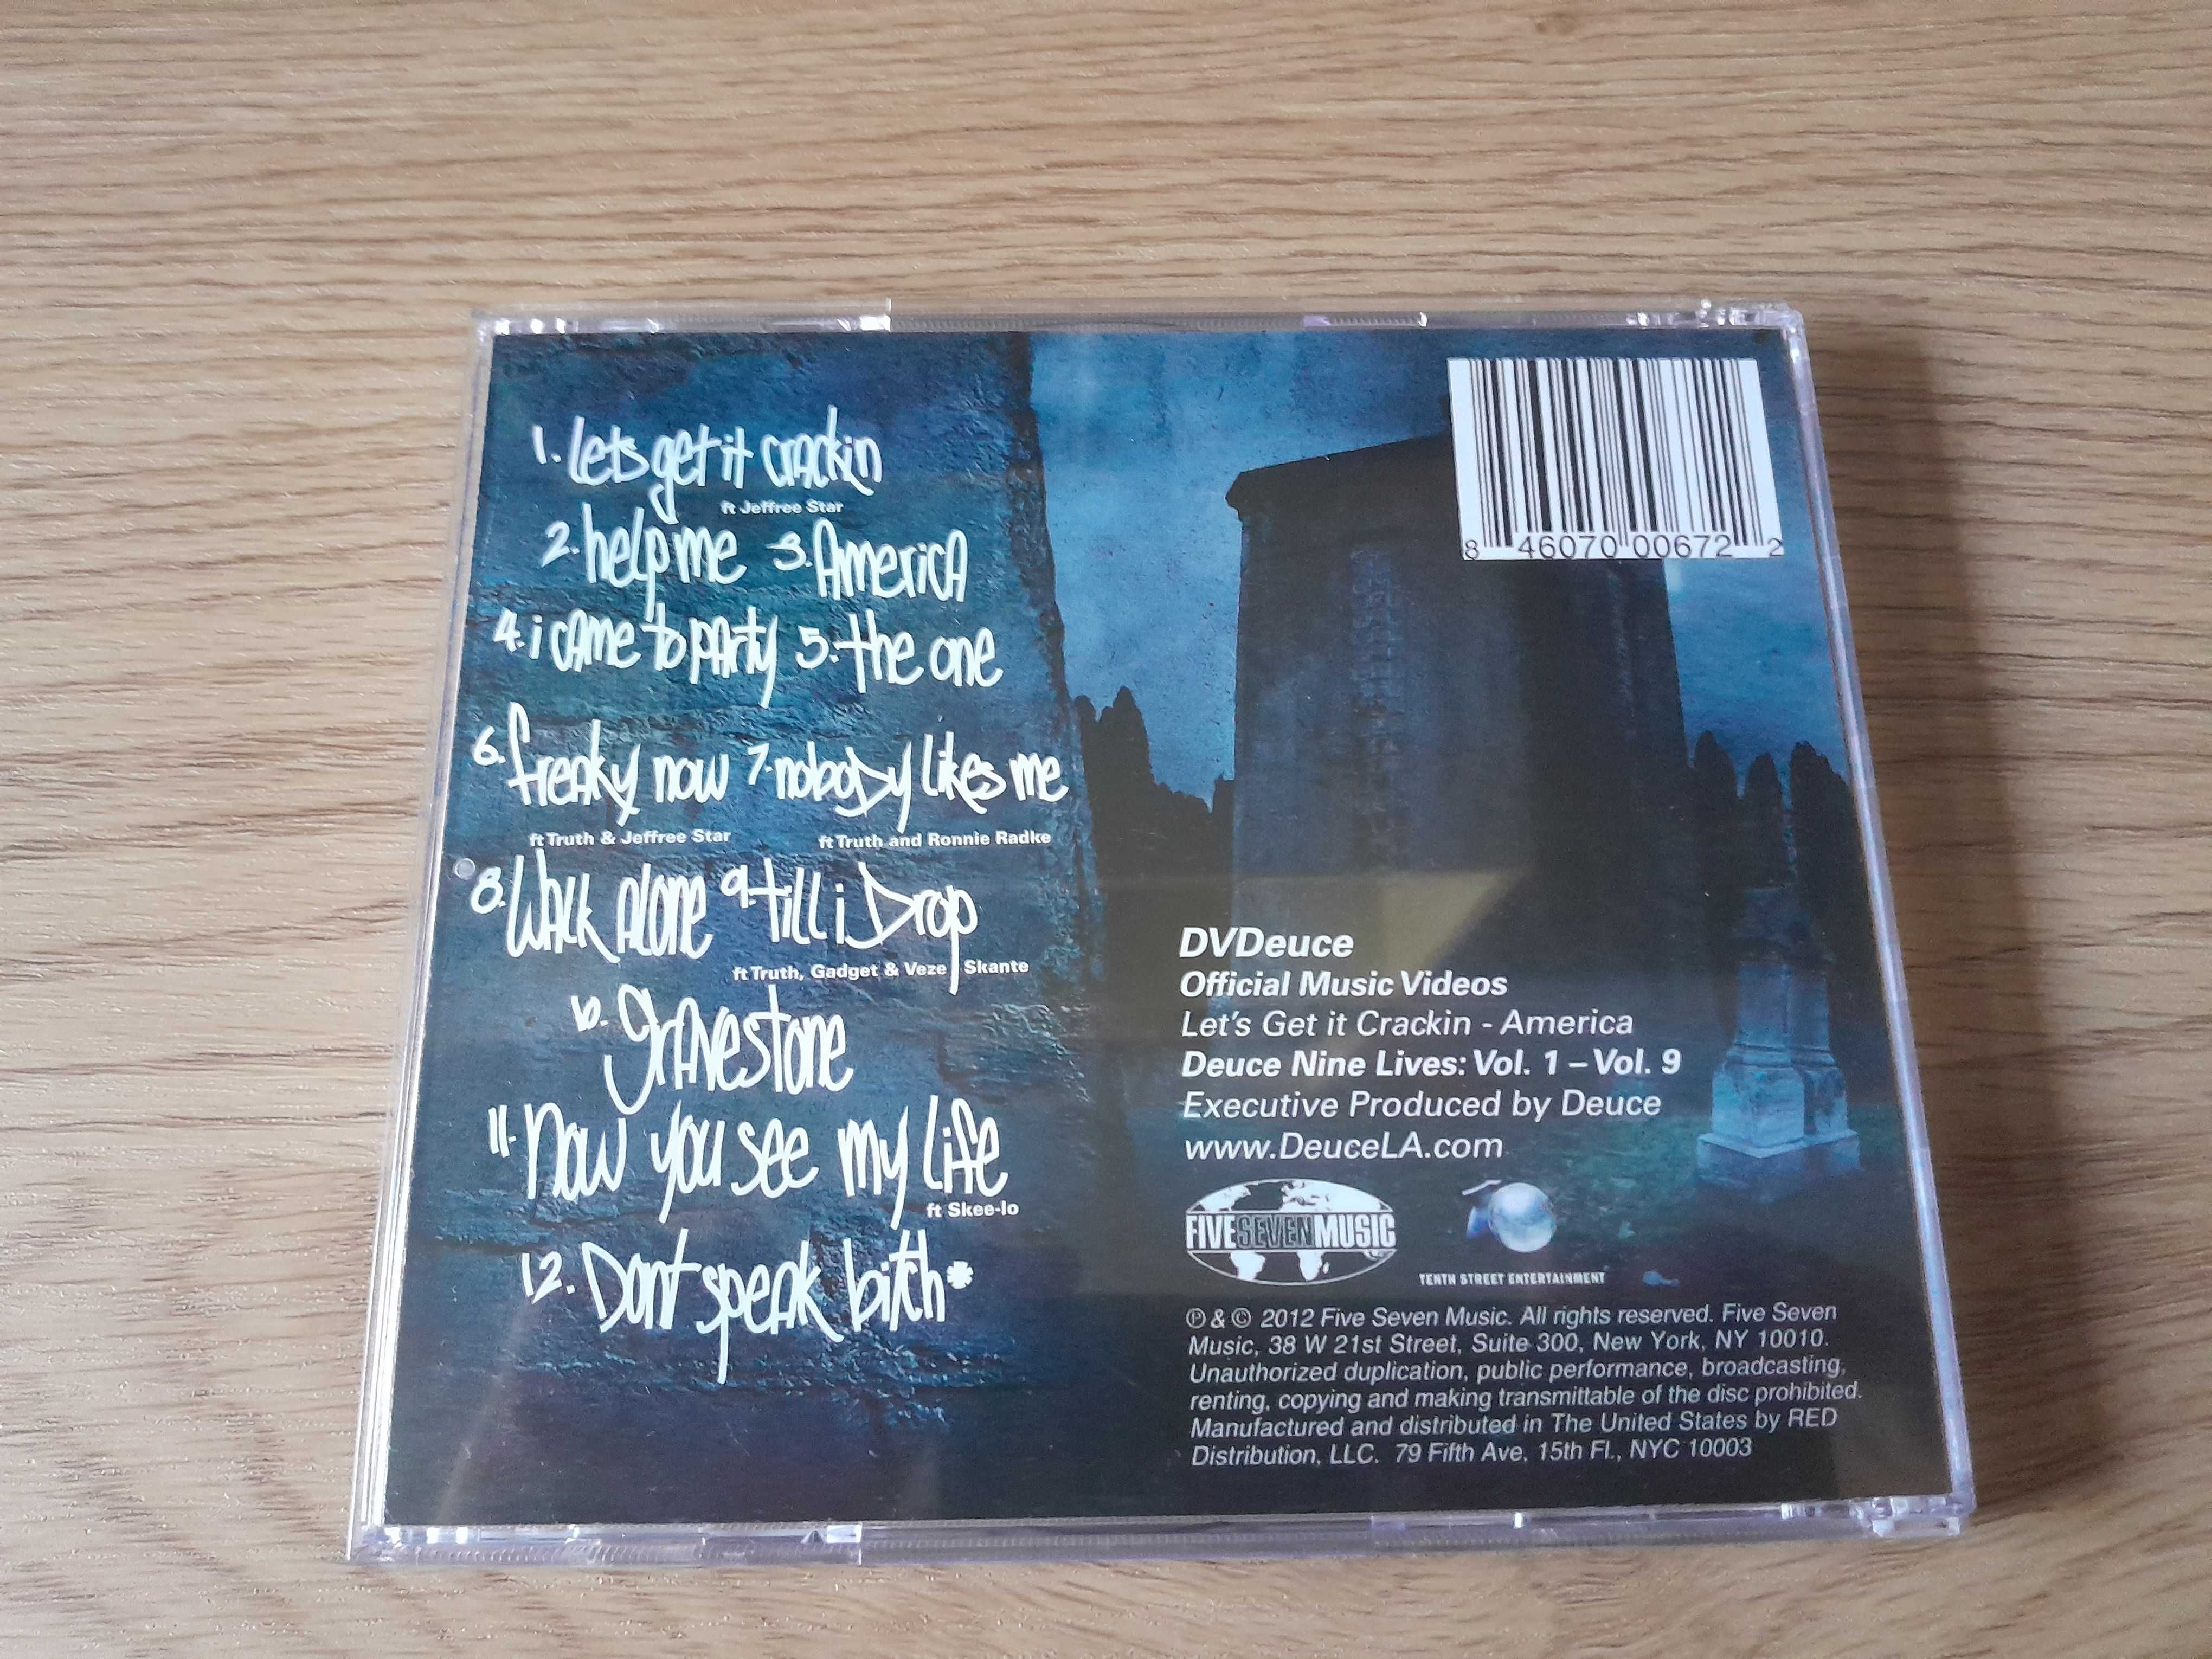 1. Lets get it crackin
ft Jeffree Star
2. help me 3. America
4. i came to party 5. the one
6. freaky now 7. nobody likes me
ft Truth & Jeffree Star ft Truth and Ronnie Radke
8. Walk alone 9. till i Drop
ft Truth, Gadget & Veze Skante
10. gravestone
11. Now you see my life
ft Skee-lo
12. Dont speak bitch*
8 46070 00672 2
DVDeuce
Official Music Videos
Let's Get it Crackin - America
Deuce Nine Lives: Vol. 1 – Vol. 9
Executive Produced by Deuce
www.DeuceLA.com
FIVESEVENMUSIC
TENTH STREET ENTERTAINMENT
℗ & © 2012 Five Seven Music. All rights reserved. Five Seven
Music, 38 W 21st Street, Suite 300, New York, NY 10010.
Unauthorized duplication, public performance, broadcasting,
renting, copying and making transmittable of the disc prohibited.
Manufactured and distributed in The United States by RED
Distribution, LLC. 79 Fifth Ave, 15th Fl., NYC 10003